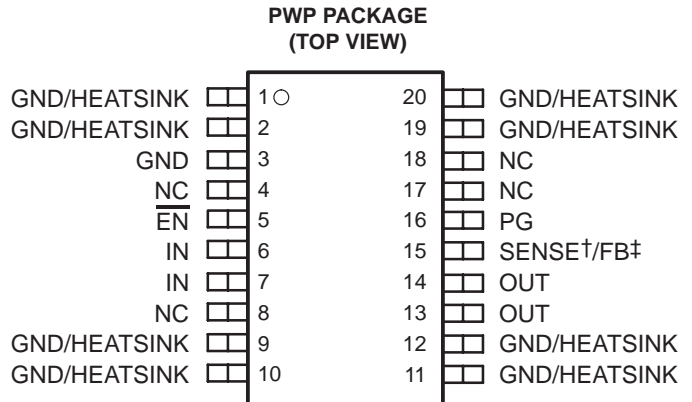 PWP PACKAGE
(TOP VIEW)
GND/HEATSINK 1 20 GND/HEATSINK
GND/HEATSINK 2 19 GND/HEATSINK
GND 3 18 NC
NC 4 17 NC
E̅N̅ 5 16 PG
IN 6 15 SENSE†/FB‡
IN 7 14 OUT
NC 8 13 OUT
GND/HEATSINK 9 12 GND/HEATSINK
GND/HEATSINK 10 11 GND/HEATSINK